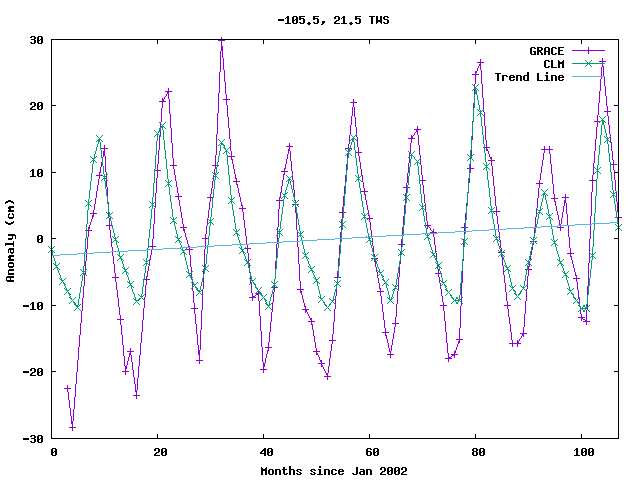 -105.5, 21.5 TWS
30
20
10
0
-10
-20
-30
Anomaly (cm)
GRACE
CLM
Trend Line
0 20 40 60 80 100
Months since Jan 2002